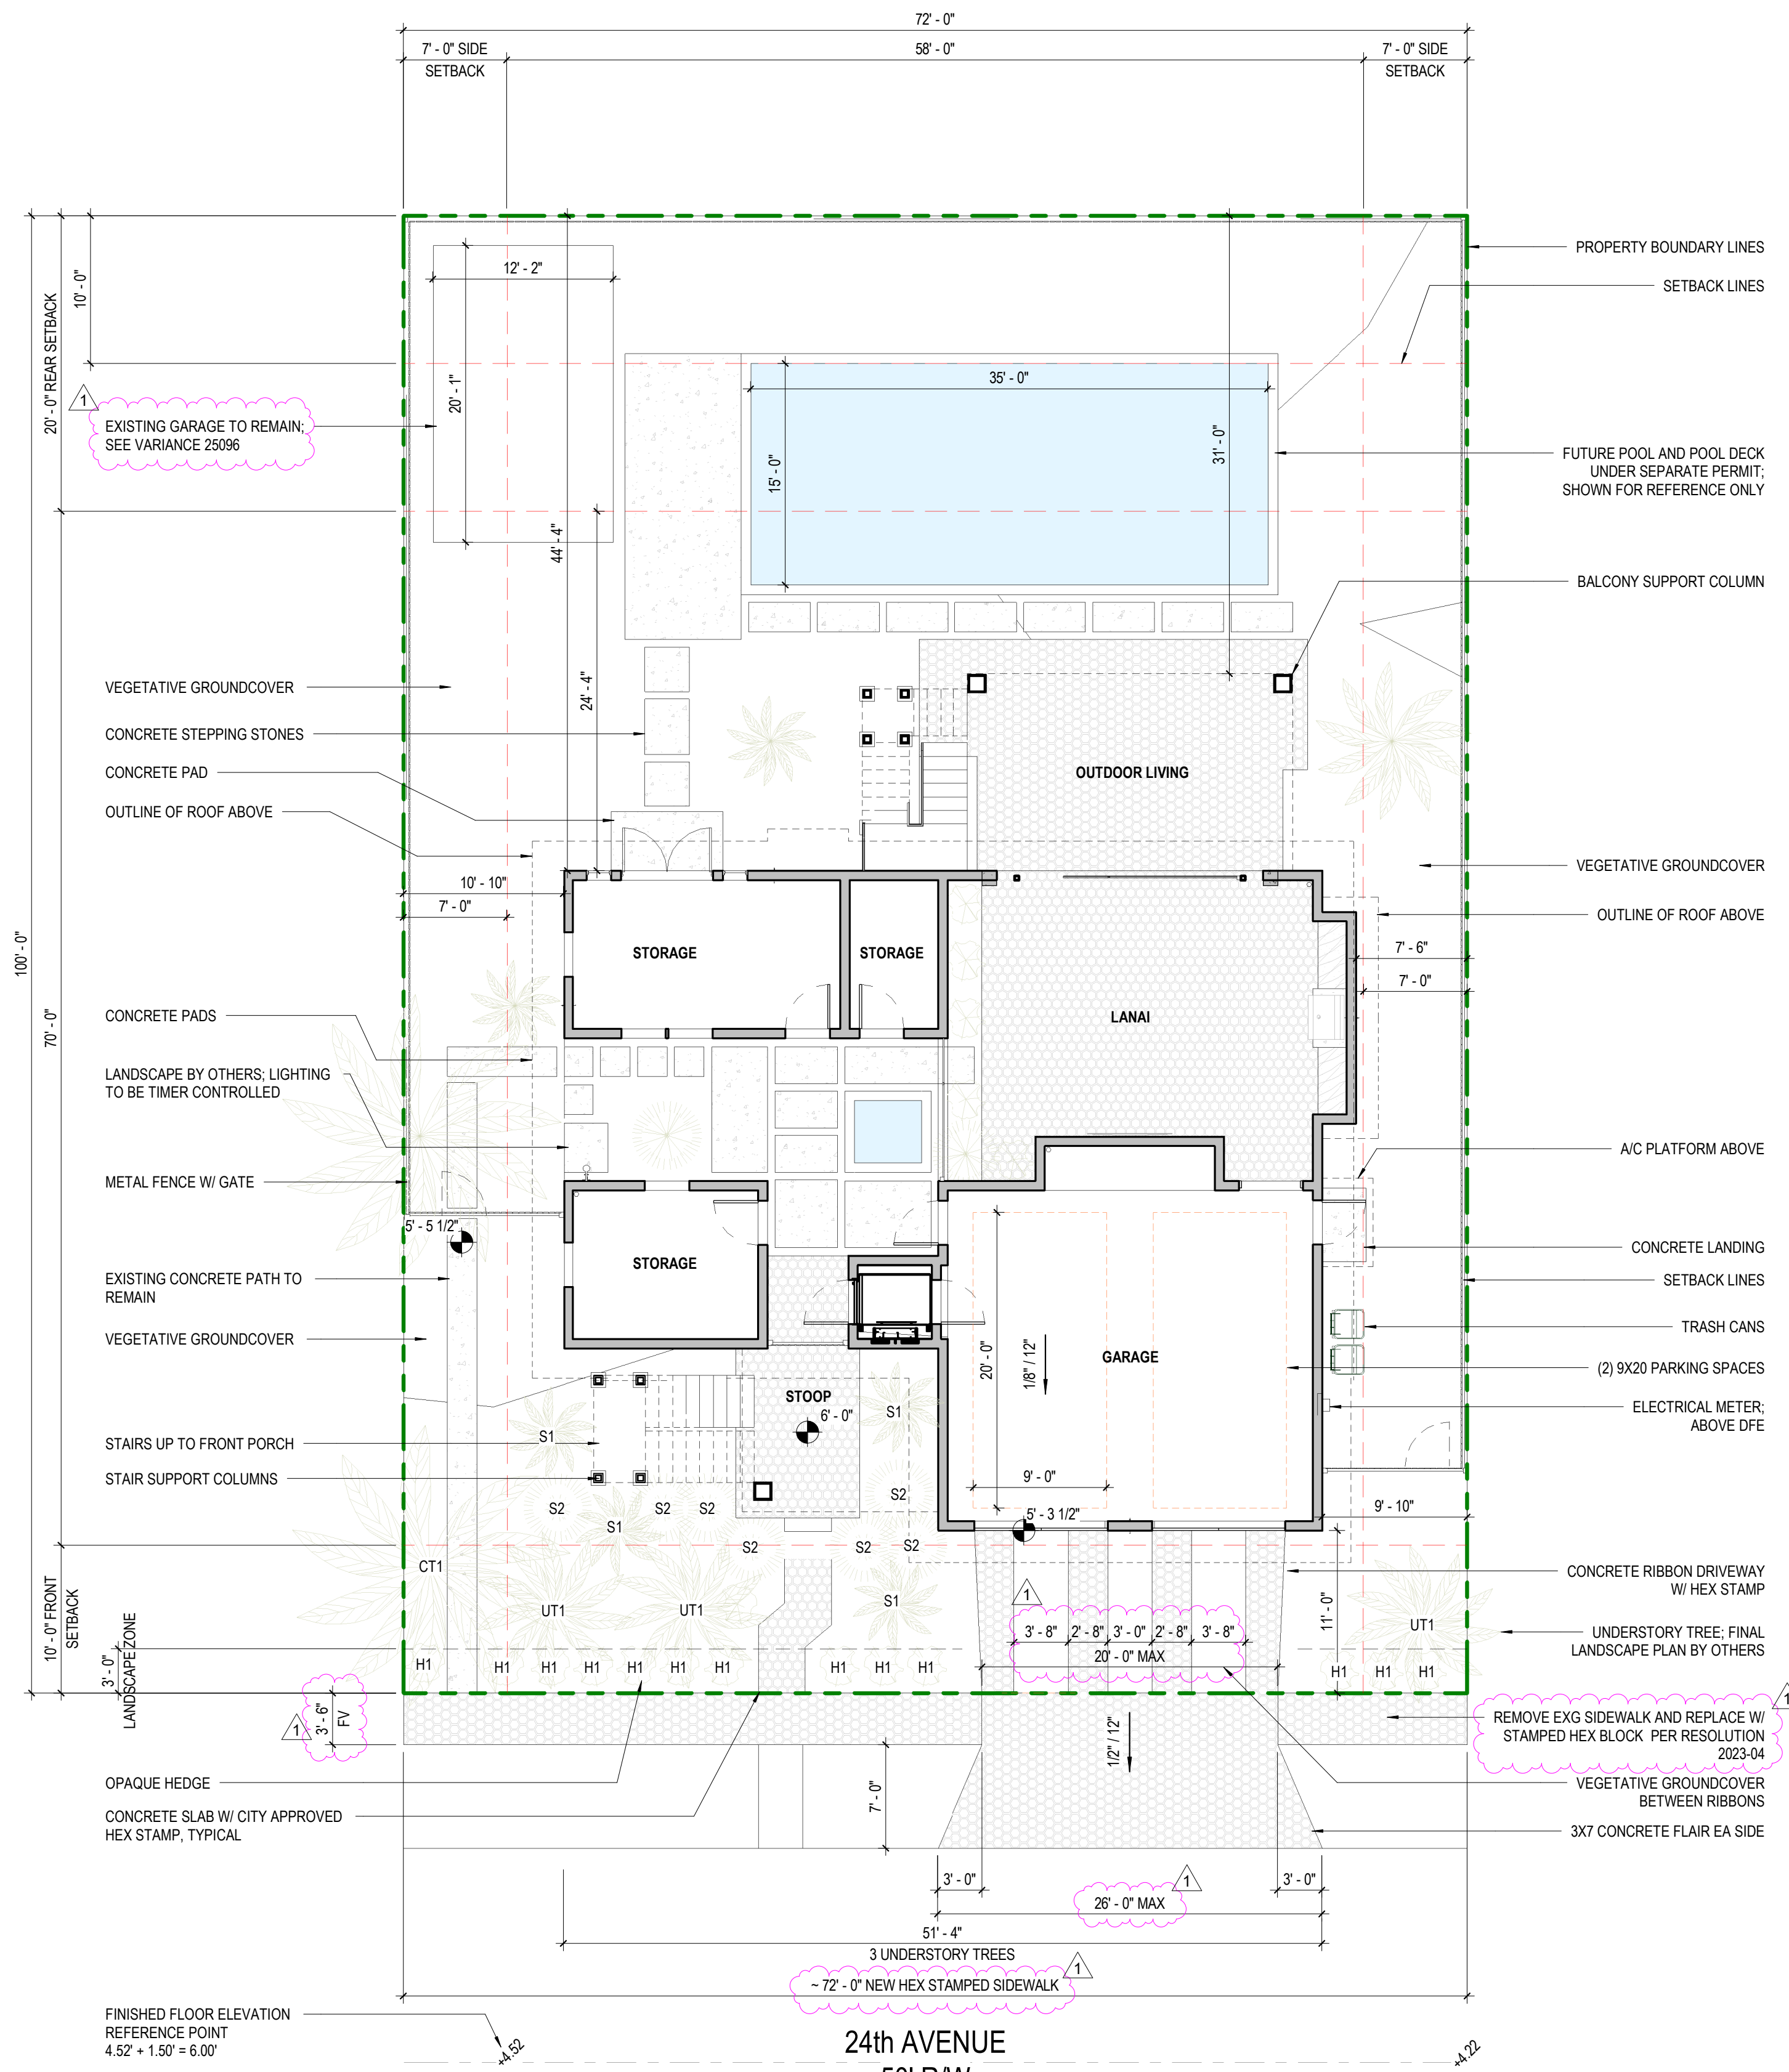 72' - 0"
7' - 0" SIDE
SETBACK
58' - 0"
7' - 0" SIDE
SETBACK
PROPERTY BOUNDARY LINES
SETBACK LINES
10' - 0"
20' - 0" REAR SETBACK
12' - 2"
20' - 1"
1
EXISTING GARAGE TO REMAIN;
SEE VARIANCE 25096
35' - 0"
15' - 0"
31' - 0"
FUTURE POOL AND POOL DECK
UNDER SEPARATE PERMIT;
SHOWN FOR REFERENCE ONLY
44' - 4"
24' - 4"
BALCONY SUPPORT COLUMN
VEGETATIVE GROUNDCOVER
CONCRETE STEPPING STONES
CONCRETE PAD
OUTLINE OF ROOF ABOVE
OUTDOOR LIVING
VEGETATIVE GROUNDCOVER
OUTLINE OF ROOF ABOVE
10' - 10"
7' - 0"
100' - 0"
70' - 0"
STORAGE
STORAGE
LANAI
7' - 6"
7' - 0"
CONCRETE PADS
LANDSCAPE BY OTHERS; LIGHTING
TO BE TIMER CONTROLLED
METAL FENCE W/ GATE
A/C PLATFORM ABOVE
5' - 5 1/2"
CONCRETE LANDING
SETBACK LINES
EXISTING CONCRETE PATH TO
REMAIN
VEGETATIVE GROUNDCOVER
STORAGE
TRASH CANS
20' - 0"
1/8" / 12"
GARAGE
(2) 9X20 PARKING SPACES
STOOP
6' - 0"
S1
ELECTRICAL METER;
ABOVE DFE
STAIRS UP TO FRONT PORCH
STAIR SUPPORT COLUMNS
S1
S2
S2
S2
S2
S1
9' - 0"
5' - 3 1/2"
9' - 10"
S2
S2
S2
CT1
UT1
UT1
S1
UT1
CONCRETE RIBBON DRIVEWAY
W/ HEX STAMP
11' - 0"
1
3' - 8"
2' - 8"
3' - 0"
2' - 8"
3' - 8"
20' - 0" MAX
UNDERSTORY TREE; FINAL
LANDSCAPE PLAN BY OTHERS
10' - 0" FRONT
SETBACK
3' - 0"
LANDSCAPE ZONE
H1
H1
H1
H1
H1
H1
H1
H1
H1
H1
H1
H1
H1
1
3' - 6"
FV
1
REMOVE EXG SIDEWALK AND REPLACE W/
STAMPED HEX BLOCK PER RESOLUTION
2023-04
1/2" / 12"
OPAQUE HEDGE
VEGETATIVE GROUNDCOVER
BETWEEN RIBBONS
CONCRETE SLAB W/ CITY APPROVED
HEX STAMP, TYPICAL
7' - 0"
3X7 CONCRETE FLAIR EA SIDE
3' - 0"
3' - 0"
1
26' - 0" MAX
51' - 4"
3 UNDERSTORY TREES
1
~ 72' - 0" NEW HEX STAMPED SIDEWALK
FINISHED FLOOR ELEVATION
REFERENCE POINT
4.52' + 1.50' = 6.00'
+4.52
24th AVENUE
+4.22
50' R/W